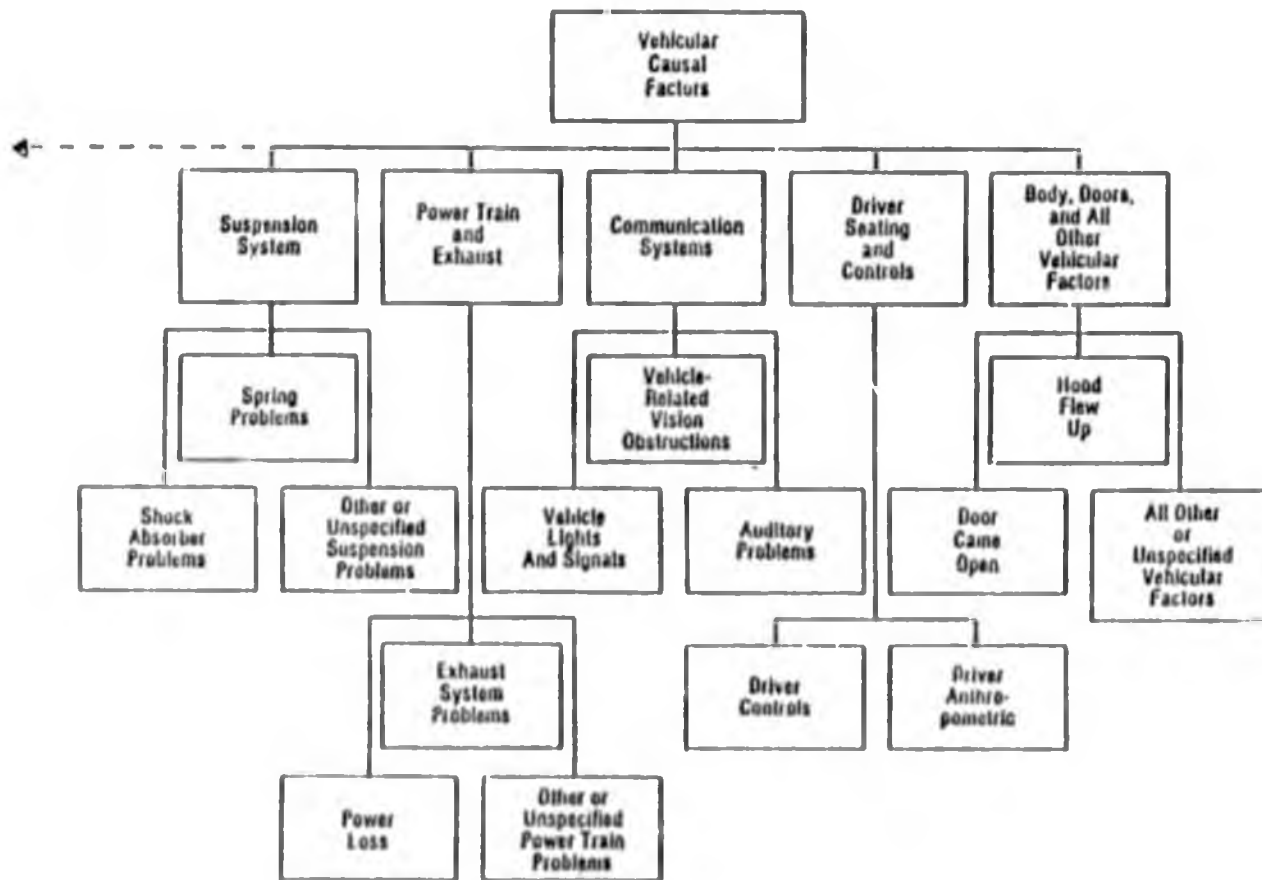 Vehicular
Causal
Factors
Suspension
System
Power Train
and
Exhaust
Communication
Systems
Driver
Seating
and
Controls
Body, Doors,
and All
Other
Vehicular
Factors
Spring
Problems
Vehicle-
Related
Vision
Obstructions
Hood
Flew
Up
Shock
Absorber
Problems
Other or
Unspecified
Suspension
Problems
Vehicle
Lights
And Signals
Auditory
Problems
Door
Came
Open
All Other
or
Unspecified
Vehicular
Factors
Exhaust
System
Problems
Driver
Controls
Driver
Anthro-
pometric
Power
Loss
Other or
Unspecified
Power Train
Problems